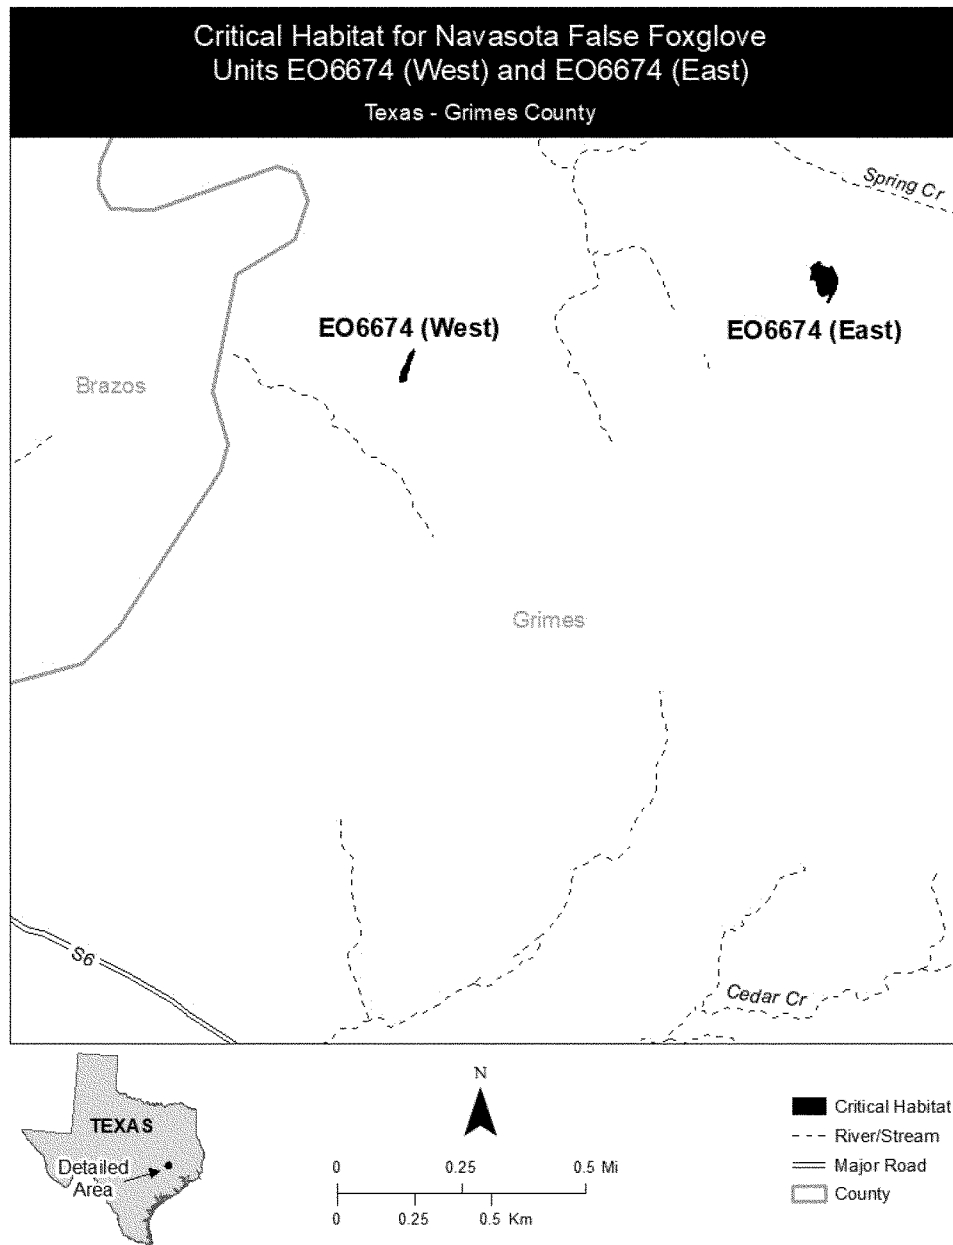 Critical Habitat for Navasota False Foxglove
Units EO6674 (West) and EO6674 (East)
Texas - Grimes County
Spring Cr
EO6674 (West)
EO6674 (East)
Brazos
Grimes
S6
Cedar Cr
TEXAS
Detailed
Area
N
0 0.25 0.5 Mi
0 0.25 0.5 Km
Critical Habitat
River/Stream
Major Road
County